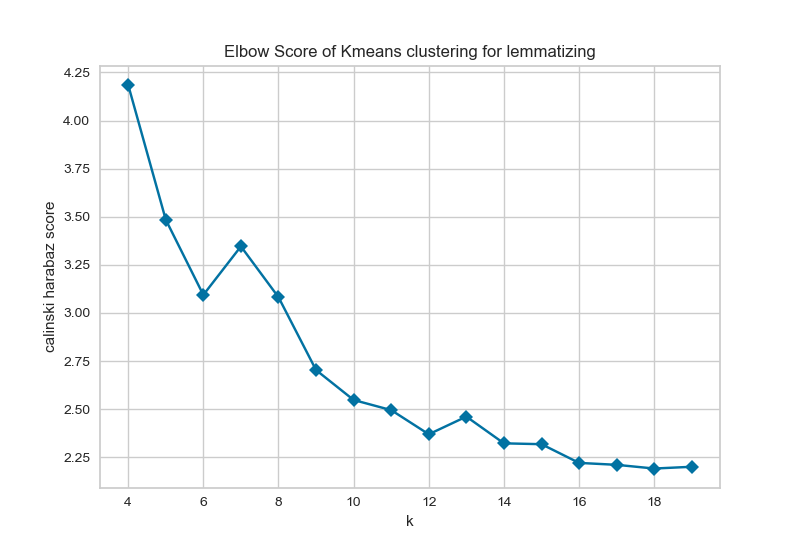 Elbow Score of Kmeans clustering for lemmatizing
calinski harabaz score
4.25
4.00
3.75
3.50
3.25
3.00
2.75
2.50
2.25
4 6 8 10 12 14 16 18
k